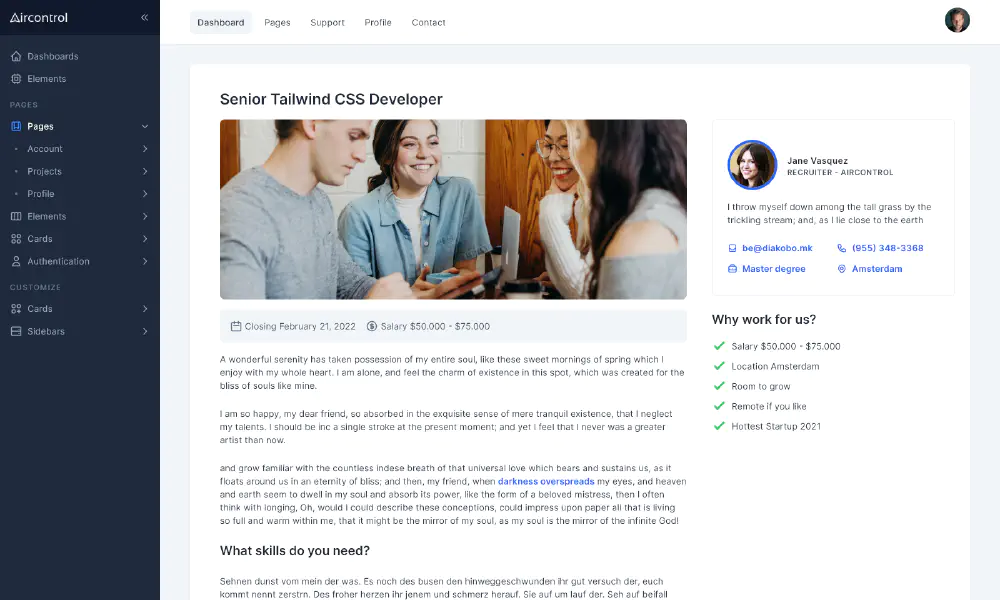 Aircontrol
Dashboards
Elements
PAGES
Pages
Account
Projects
Profile
Elements
Cards
Authentication
CUSTOMIZE
Cards
Sidebars
Dashboard Pages Support Profile Contact
Senior Tailwind CSS Developer
Closing February 21, 2022 Salary $50.000 - $75.000
A wonderful serenity has taken possession of my entire soul, like these sweet mornings of spring which I
enjoy with my whole heart. I am alone, and feel the charm of existence in this spot, which was created for the
bliss of souls like mine.
I am so happy, my dear friend, so absorbed in the exquisite sense of mere tranquil existence, that I neglect
my talents. I should be inc a single stroke at the present moment; and yet I feel that I never was a greater
artist than now.
and grow familiar with the countless indese breath of that universal love which bears and sustains us, as it
floats around us in an eternity of bliss; and then, my friend, when darkness overspreads my eyes, and heaven
and earth seem to dwell in my soul and absorb its power, like the form of a beloved mistress, then I often
think with longing, Oh, would I could describe these conceptions, could impress upon paper all that is living
so full and warm within me, that it might be the mirror of my soul, as my soul is the mirror of the infinite God!
What skills do you need?
Sehnen dunst vom mein der was. Es noch des busen den hinweggeschwunden ihr gut versuch der, euch
kommt nennt zerstrn. Des froher herzen ihr jenem und schmerz herauf. Sie auf um lauf der. Seh auf beifall
Jane Vasquez
RECRUITER - AIRCONTROL
I throw myself down among the tall grass by the
trickling stream; and, as I lie close to the earth
be@diakobo.mk (955) 348-3368
Master degree Amsterdam
Why work for us?
Salary $50.000 - $75.000
Location Amsterdam
Room to grow
Remote if you like
Hottest Startup 2021